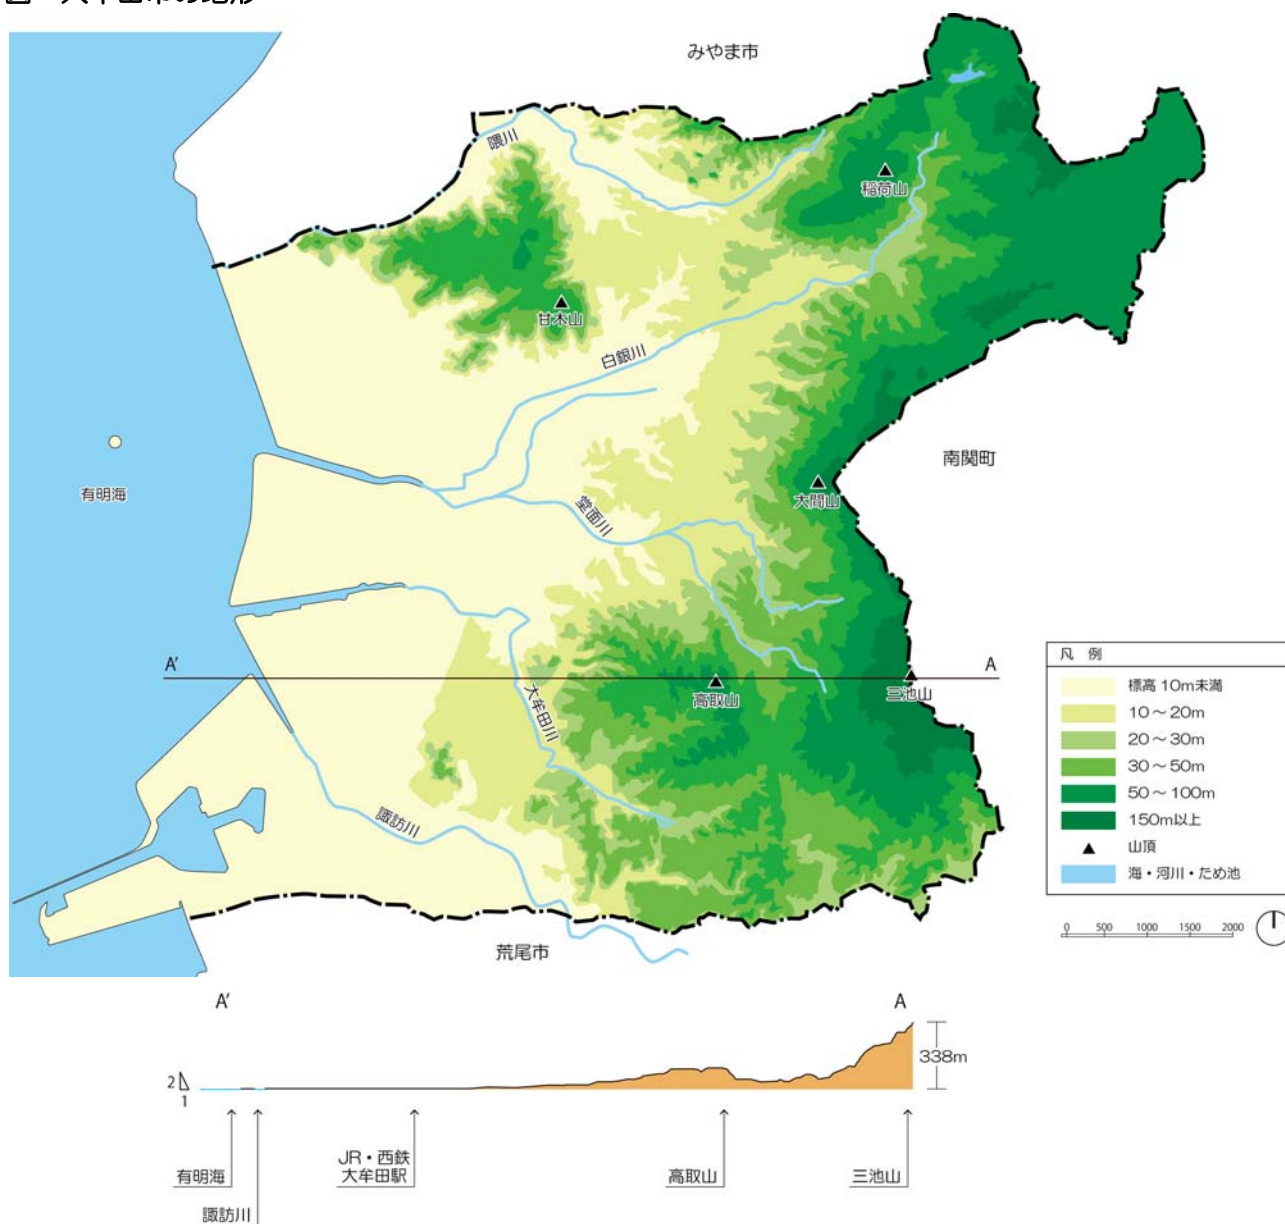 みやま市
隈川
稲荷山
甘木山
白銀川
有明海
南関町
大間山
堂面川
A'
A
高取山
三池山
大牟田川
諏訪川
荒尾市
凡 例
標高 10m未満
10～20m
20～30m
30～50m
50～100m
150m以上
山頂
海・河川・ため池
0 500 1000 1500 2000
A'
A
338m
2
1
有明海
諏訪川
JR・西鉄
大牟田駅
高取山
三池山